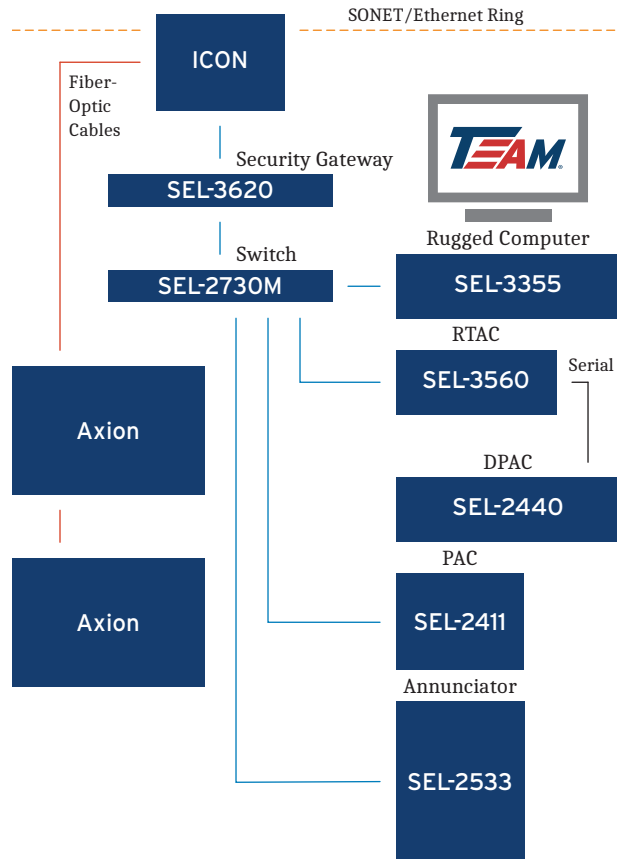 SONET/Ethernet Ring
ICON
Fiber-
Optic
Cables
TEAM
Security Gateway
SEL-3620
Rugged Computer
Switch
SEL-2730M
SEL-3355
RTAC
SEL-3560
Serial
Axion
DPAC
SEL-2440
PAC
Axion
SEL-2411
Annunciator
SEL-2533